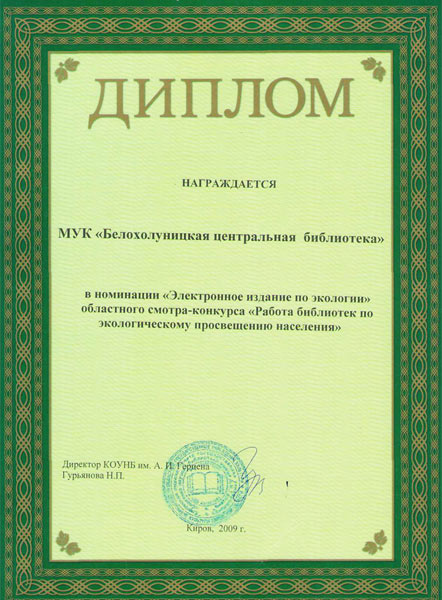 ДИПЛОМ
НАГРАЖДАЕТСЯ
МУК «Белохолуницкая центральная библиотека»
в номинации «Электронное издание по экологии»
областного смотра-конкурса «Работа библиотек по
экологическому просвещению населения»
Директор КОУНБ им. А. И. Герцена
Гурьянова Н.П.
Киров, 2009 г.